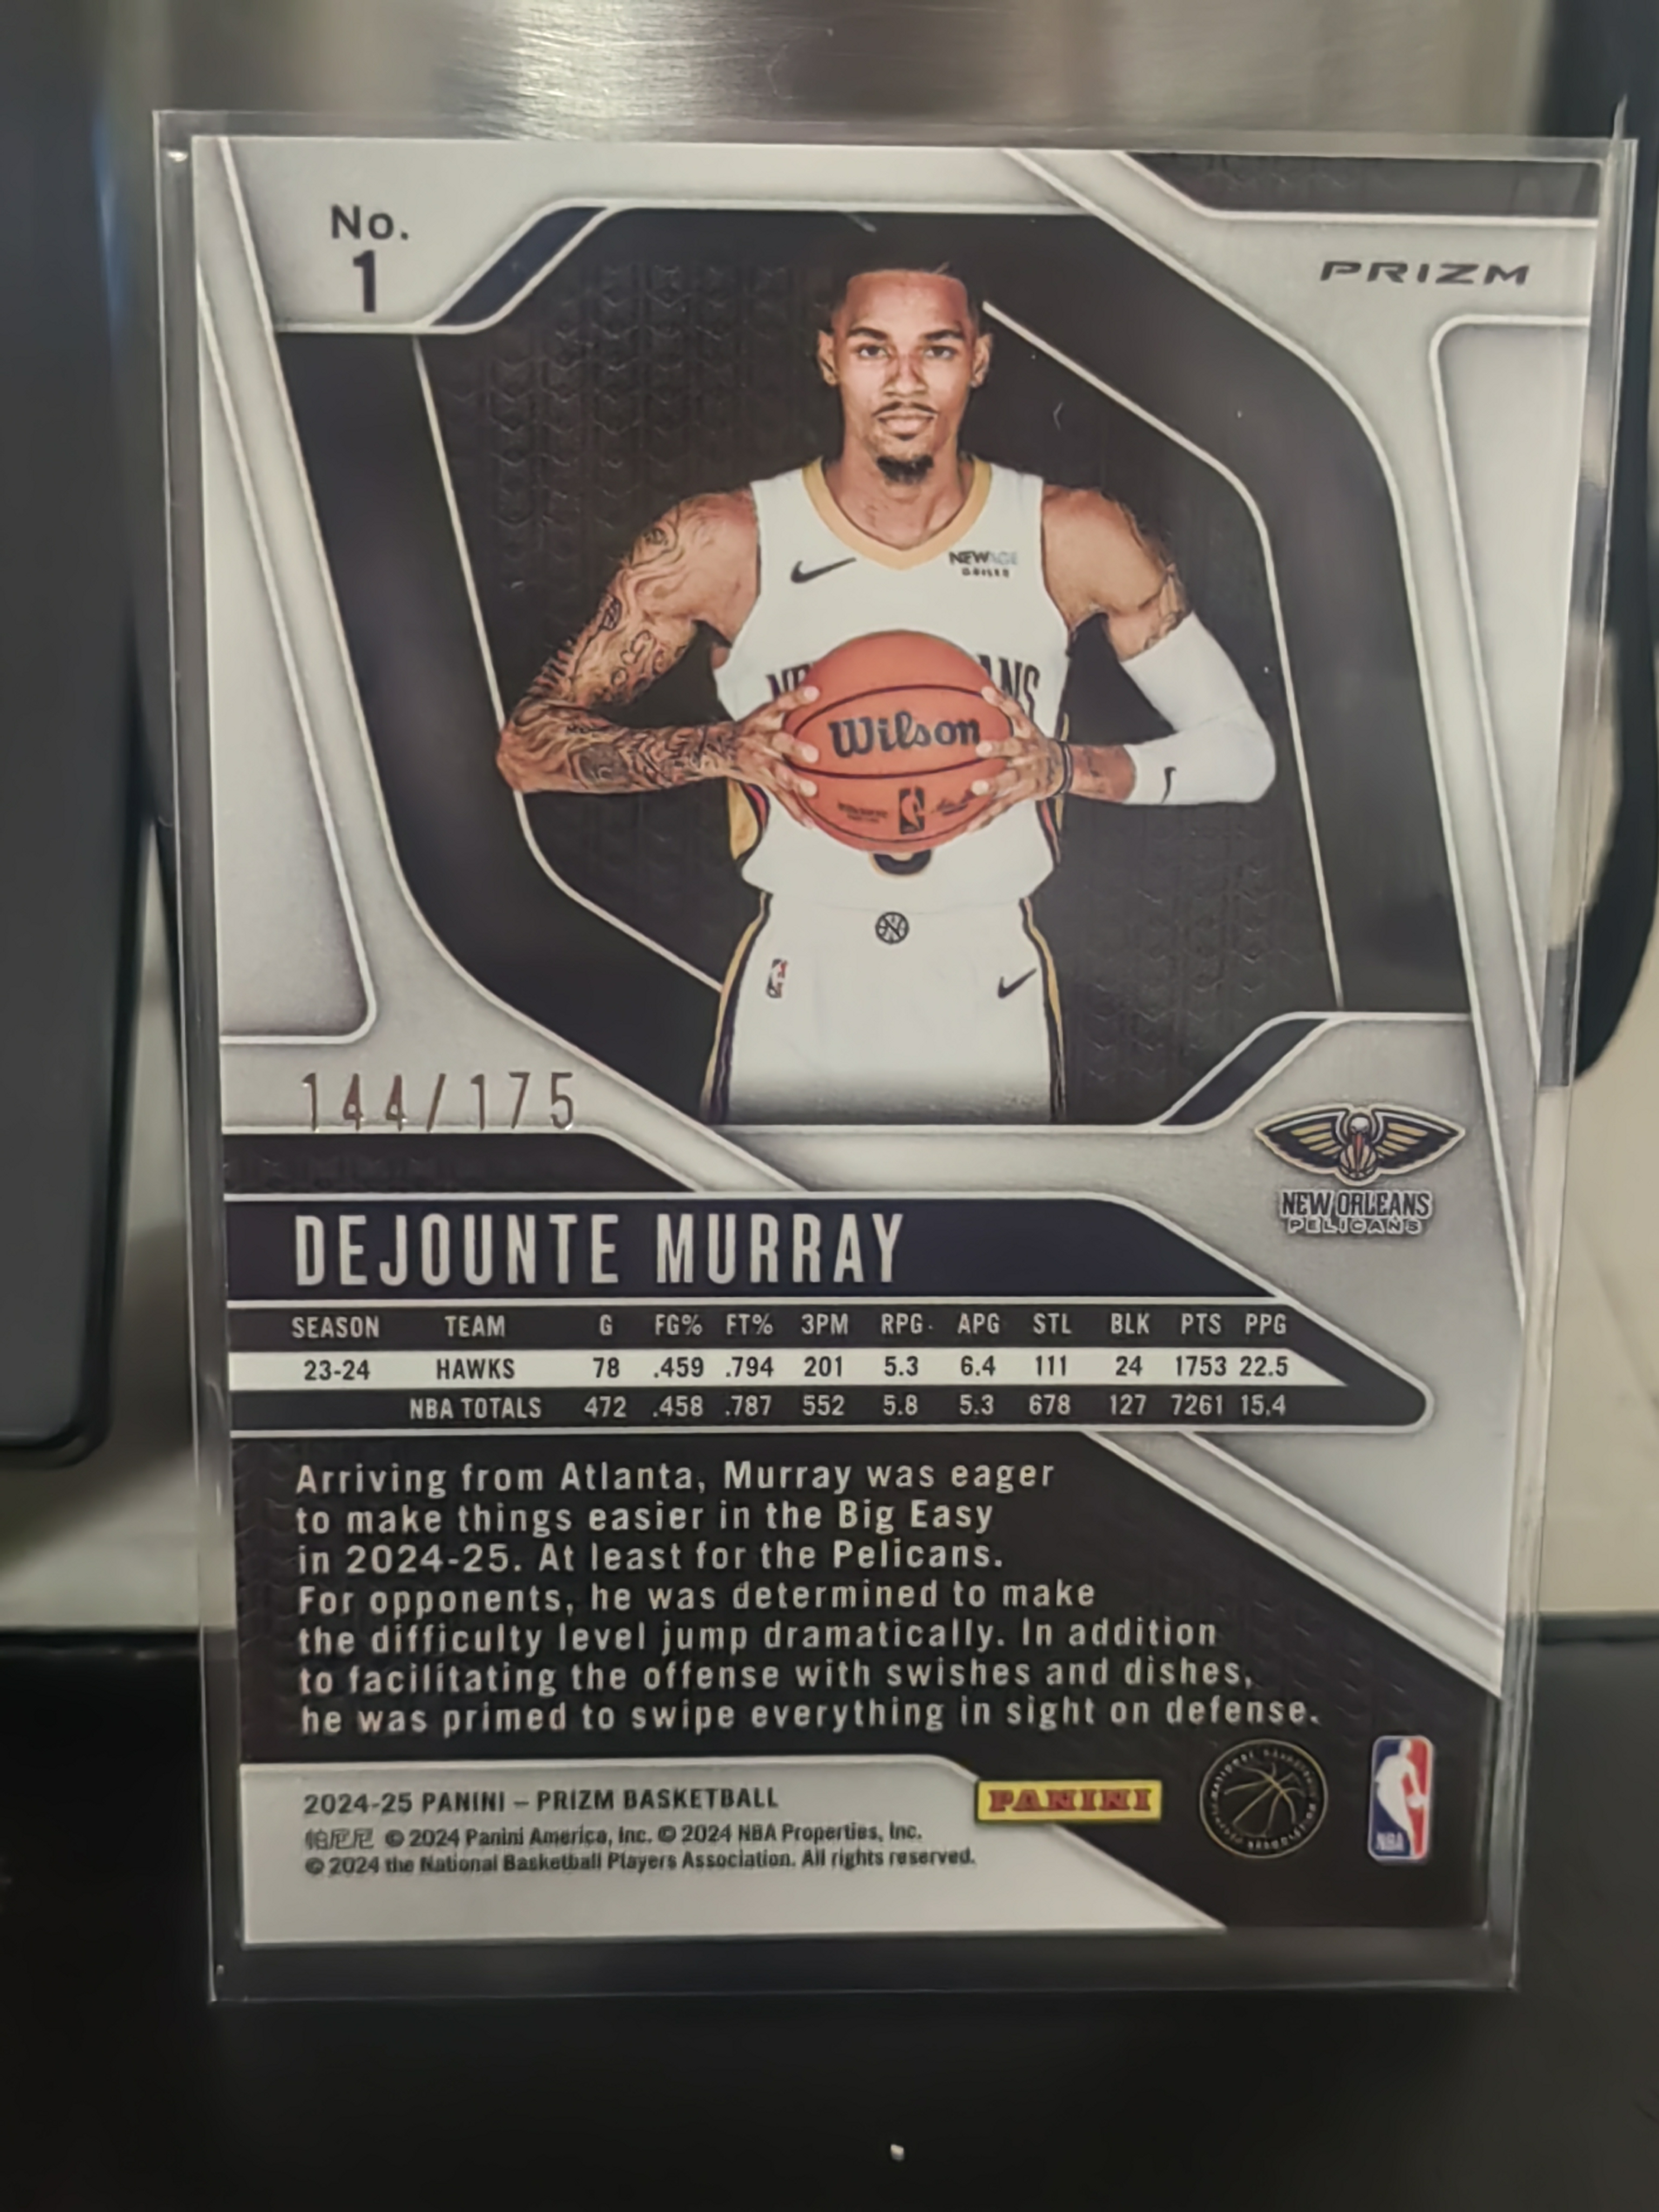 No.
1
PRIZM
NEWAGE
Wilson
144/175
NEW ORLEANS
PELICANS
DEJOUNTE MURRAY
SEASON TEAM G FG% FT% 3PM RPG APG STL BLK PTS PPG
23-24 HAWKS 78 .459 .794 201 5.3 6.4 111 24 1753 22.5
NBA TOTALS 472 .458 .787 552 5.8 5.3 678 127 7261 15.4
Arriving from Atlanta, Murray was eager
to make things easier in the Big Easy
in 2024-25. At least for the Pelicans.
For opponents, he was determined to make
the difficulty level jump dramatically. In addition
to facilitating the offense with swishes and dishes,
he was primed to swipe everything in sight on defense.
2024-25 PANINI – PRIZM BASKETBALL
帕尼尼 © 2024 Panini America, Inc. © 2024 NBA Properties, Inc.
© 2024 the National Basketball Players Association. All rights reserved.
PANINI
NBA